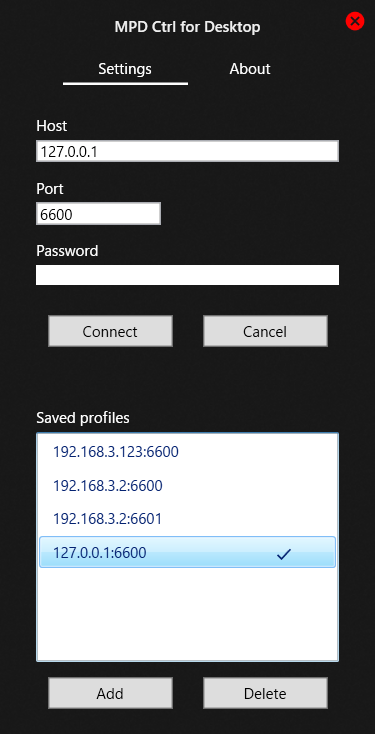 MPD Ctrl for Desktop
Settings About
Host
127.0.0.1
Port
6600
Password
Connect Cancel
Saved profiles
192.168.3.123:6600
192.168.3.2:6600
192.168.3.2:6601
127.0.0.1:6600
Add Delete